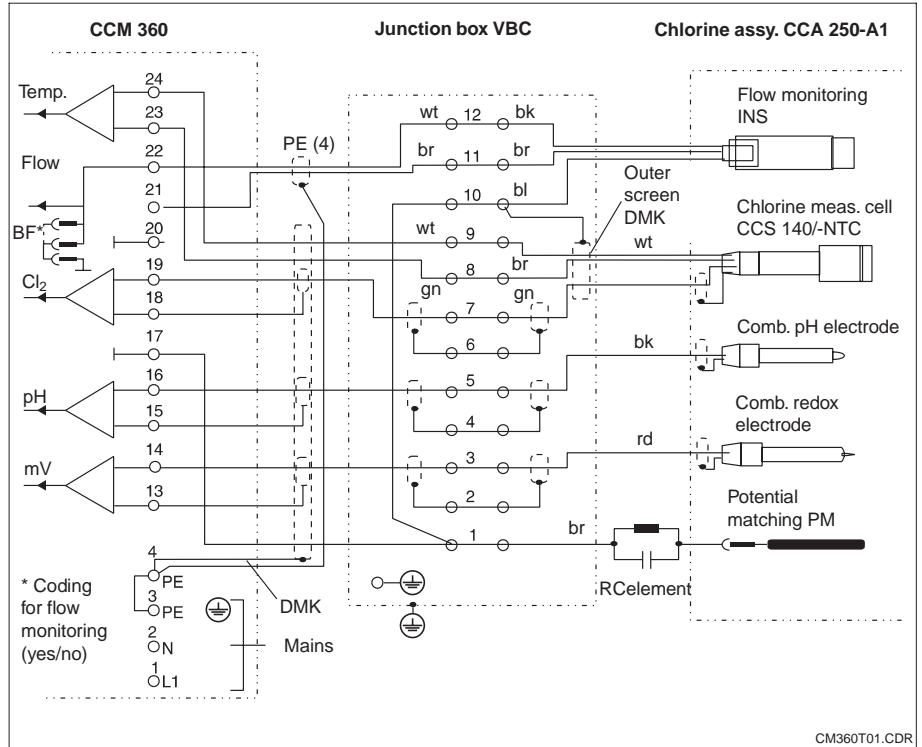 CCM 360
Junction box VBC
Chlorine assy. CCA 250-A1
Temp.
24
23
Flow
22
21
BF*
20
Cl2
19
18
17
pH
16
15
mV
14
13
4
PE
3
PE
2
N
1
L1
* Coding
for flow
monitoring
(yes/no)
DMK
Mains
PE (4)
wt 12 bk
br 11 br
10 bl
wt 9
8 br
gn 7 gn
6
5
4
3
2
1
Outer
screen
DMK
wt
bk
rd
br
RCelement
Flow monitoring
INS
Chlorine meas. cell
CCS 140/-NTC
Comb. pH electrode
Comb. redox
electrode
Potential
matching PM
CM360T01.CDR